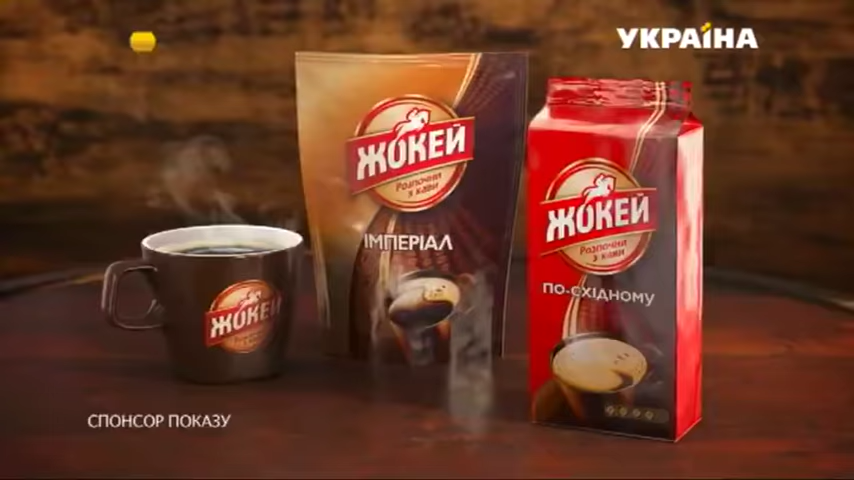 УКРАЇНА
ЖОКЕЙ
Розпочни
з кави
ІМПЕРІАЛ
ЖОКЕЙ
Розпочни
з кави
ПО-СХІДНОМУ
ЖОКЕЙ
СПОНСОР ПОКАЗУ